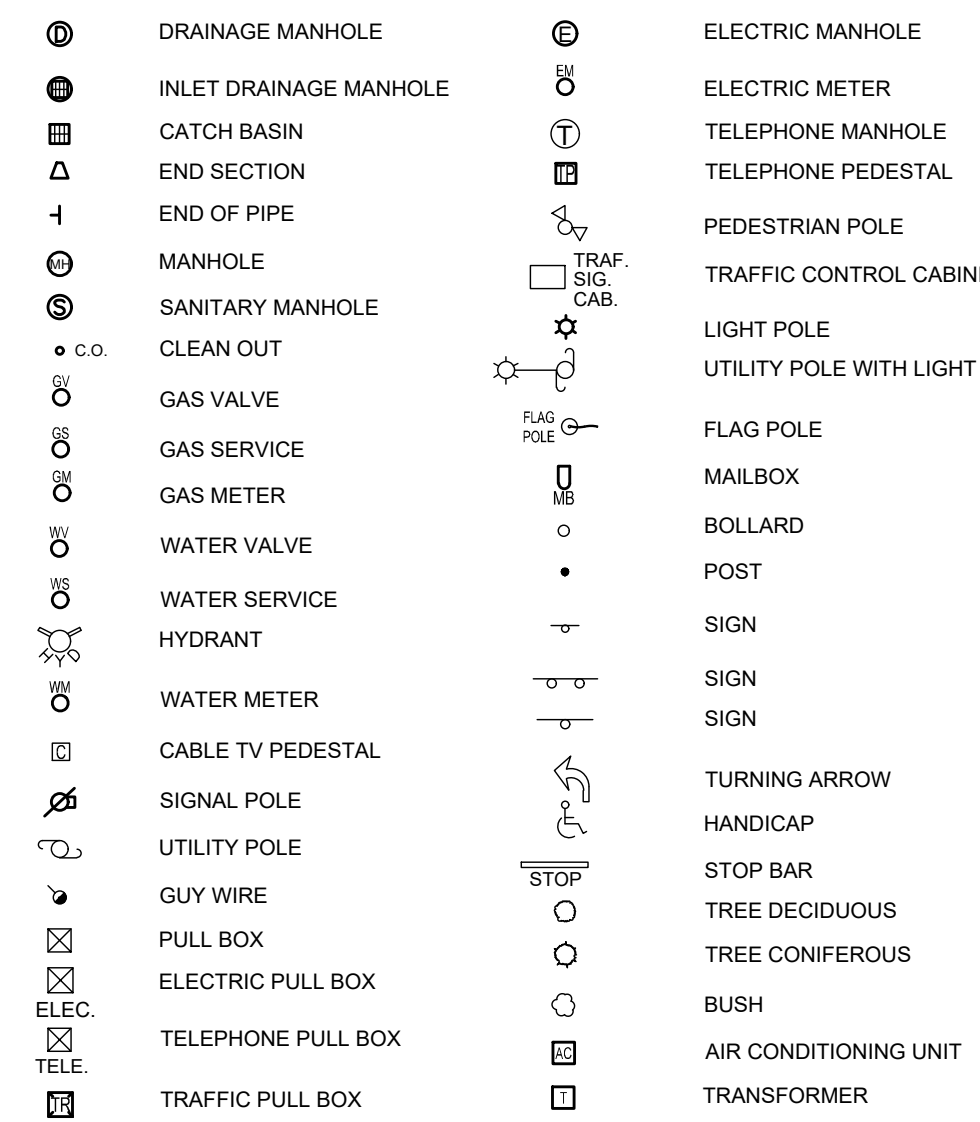 D DRAINAGE MANHOLE
INLET DRAINAGE MANHOLE
CATCH BASIN
END SECTION
END OF PIPE
MH MANHOLE
S SANITARY MANHOLE
C.O. CLEAN OUT
GV GAS VALVE
GS GAS SERVICE
GM GAS METER
WV WATER VALVE
WS WATER SERVICE
HYD HYDRANT
WM WATER METER
C CABLE TV PEDESTAL
SIGNAL POLE
UTILITY POLE
GUY WIRE
PULL BOX
ELECTRIC PULL BOX
ELEC.
TELEPHONE PULL BOX
TELE.
TR TRAFFIC PULL BOX
E ELECTRIC MANHOLE
EM ELECTRIC METER
T TELEPHONE MANHOLE
TP TELEPHONE PEDESTAL
PEDESTRIAN POLE
TRAF.
SIG. TRAFFIC CONTROL CABIN
CAB.
LIGHT POLE
UTILITY POLE WITH LIGHT
FLAG
POLE FLAG POLE
MAILBOX
MB
BOLLARD
POST
SIGN
SIGN
SIGN
TURNING ARROW
HANDICAP
STOP BAR
STOP
TREE DECIDUOUS
TREE CONIFEROUS
BUSH
AC AIR CONDITIONING UNIT
T TRANSFORMER